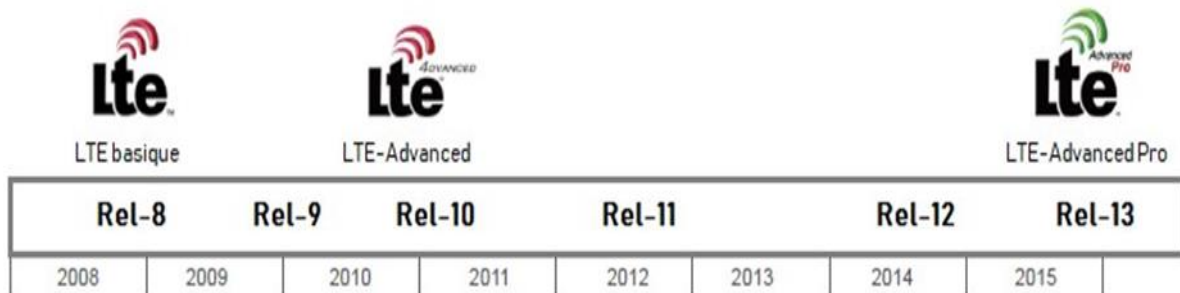 Lte™ Lte 4DVANCED Lte Advanced Pro
LTE basique LTE-Advanced LTE-Advanced Pro
Rel-8 Rel-9 Rel-10 Rel-11 Rel-12 Rel-13
2008 2009 2010 2011 2012 2013 2014 2015